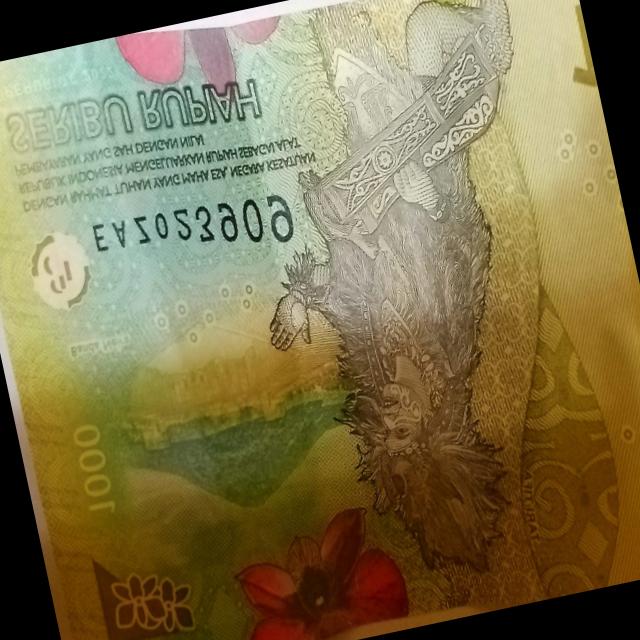 1000
EAZ023909
DENGAN RAHMAT TUHAN YANG MAHA ESA, NEGARA KESATUAN
REPUBLIK INDONESIA MENGELUARKAN RUPIAH SEBAGAI ALAT
PEMBAYARAN YANG SAH DENGAN NILAI
SERIBU RUPIAH